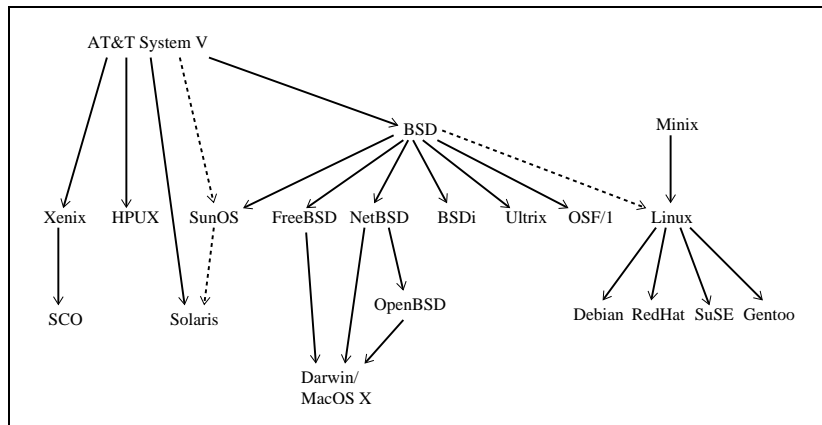 AT&T System V
BSD
Minix
Xenix
HPUX
SunOS
FreeBSD
NetBSD
BSDi
Ultrix
OSF/1
Linux
OpenBSD
SCO
Solaris
Debian
RedHat
SuSE
Gentoo
Darwin/
MacOS X